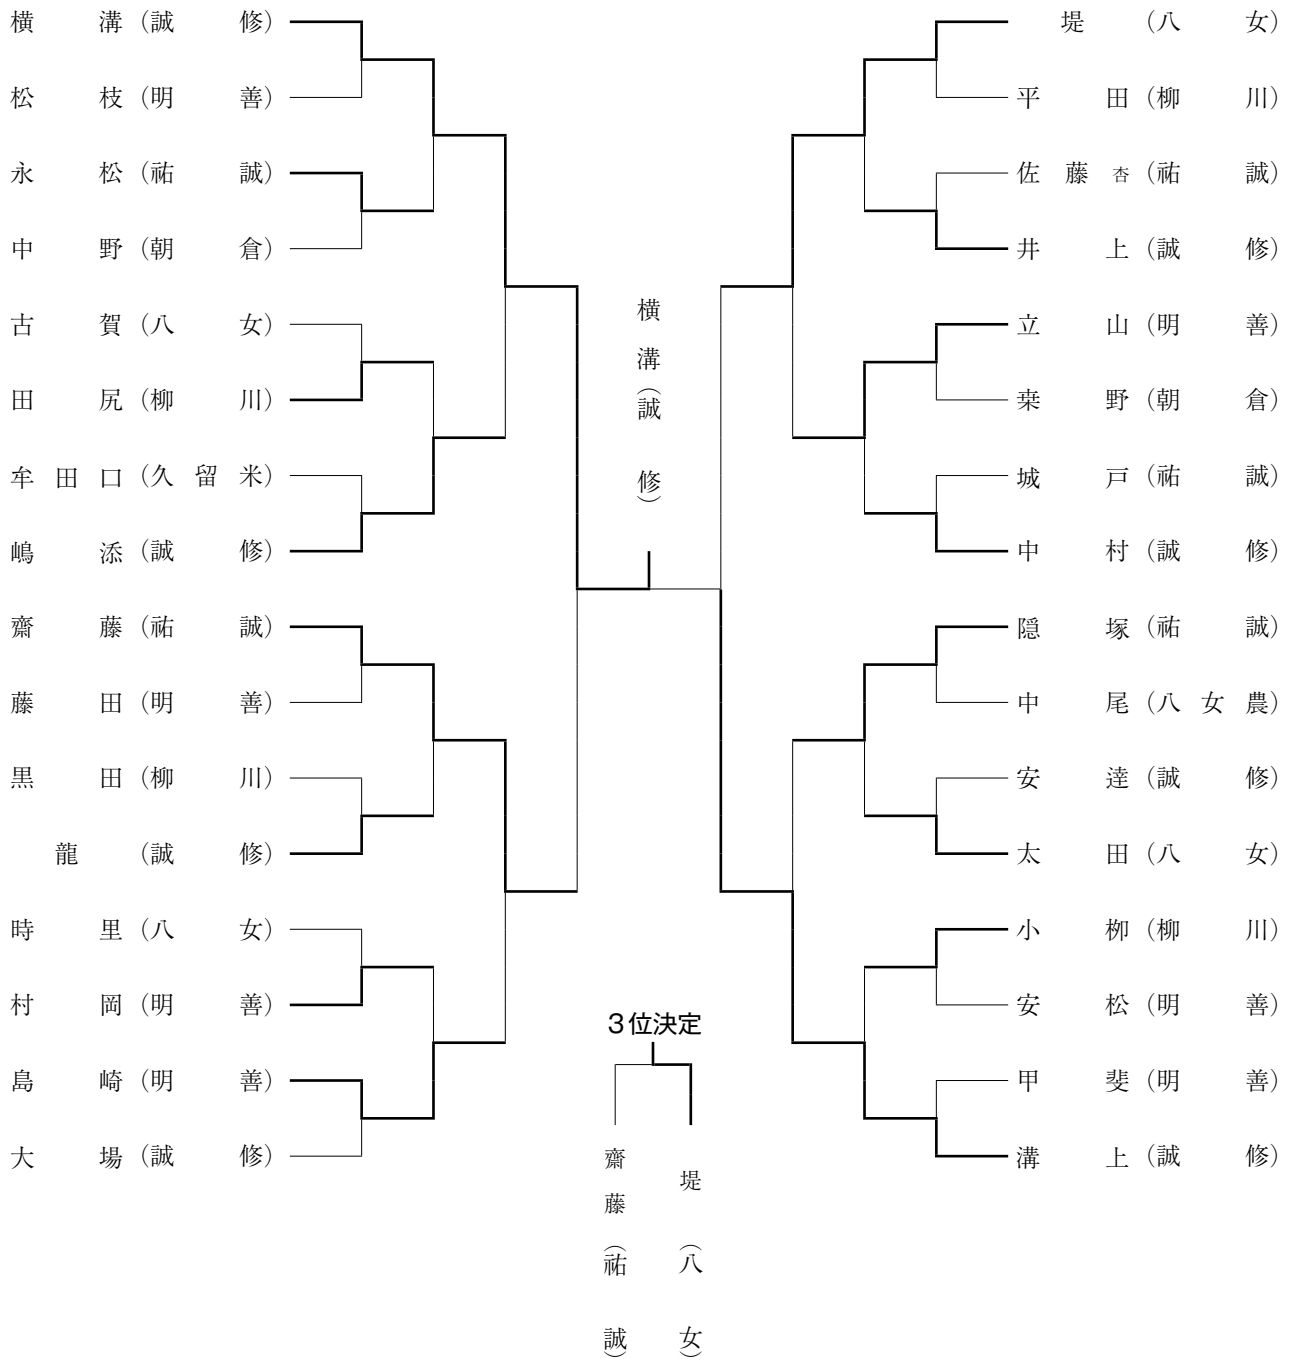 横溝（誠修）
松枝（明善）
永松（祐誠）
中野（朝倉）
古賀（八女）
田尻（柳川）
牟田口（久留米）
嶋添（誠修）
齋藤（祐誠）
藤田（明善）
黒田（柳川）
龍（誠修）
時里（八女）
村岡（明善）
島崎（明善）
大場（誠修）
横溝（誠修）
３位決定
齋藤（祐誠）
堤（八女）
堤（八女）
平田（柳川）
佐藤杏（祐誠）
井上（誠修）
立山（明善）
桒野（朝倉）
城戸（祐誠）
中村（誠修）
隠塚（祐誠）
中尾（八女農）
安達（誠修）
太田（八女）
小栁（柳川）
安松（明善）
甲斐（明善）
溝上（誠修）